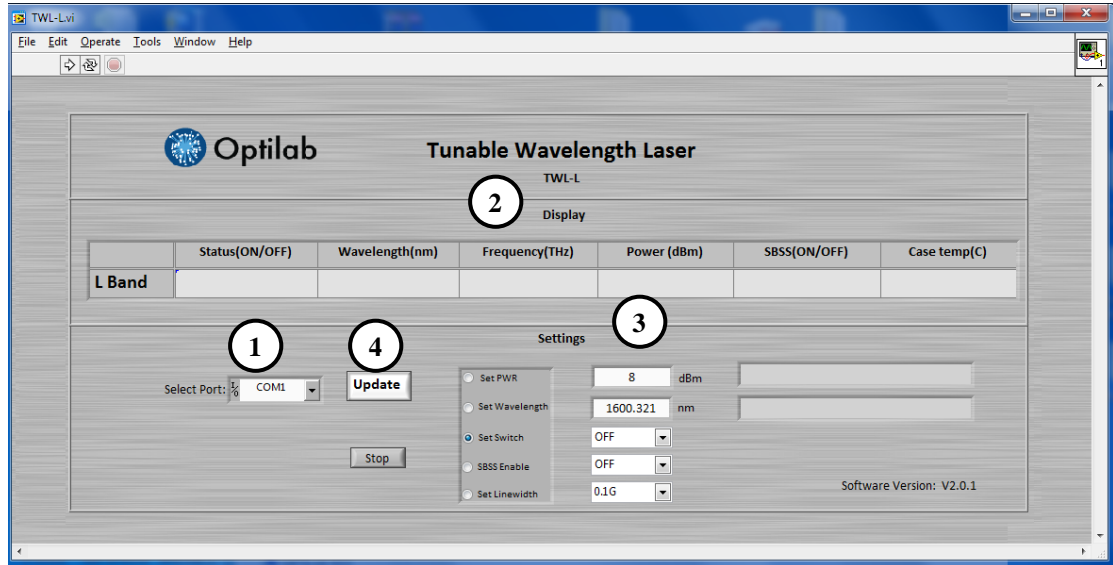 TWL-L.vi
File Edit Operate Tools Window Help
1
Optilab
Tunable Wavelength Laser
TWL-L
2
Display
Status(ON/OFF) Wavelength(nm) Frequency(THz) Power (dBm) SBSS(ON/OFF) Case temp(C)
L Band
3
Settings
1 4
Select Port: I/O COM1 Update
Set PWR 8 dBm
Set Wavelength 1600.321 nm
Set Switch OFF
Stop
SBSS Enable OFF
Set Linewidth 0.1G
Software Version: V2.0.1